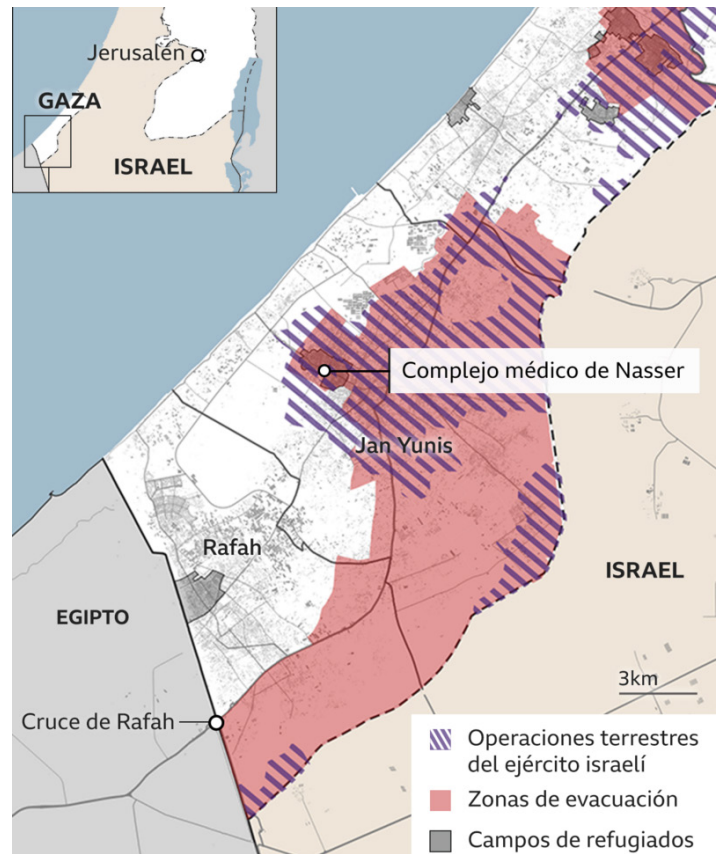 Jerusalén
GAZA
ISRAEL
Complejo médico de Nasser
Jan Yunis
Rafah
ISRAEL
EGIPTO
3km
Cruce de Rafah
Operaciones terrestres
del ejército israelí
Zonas de evacuación
Campos de refugiados